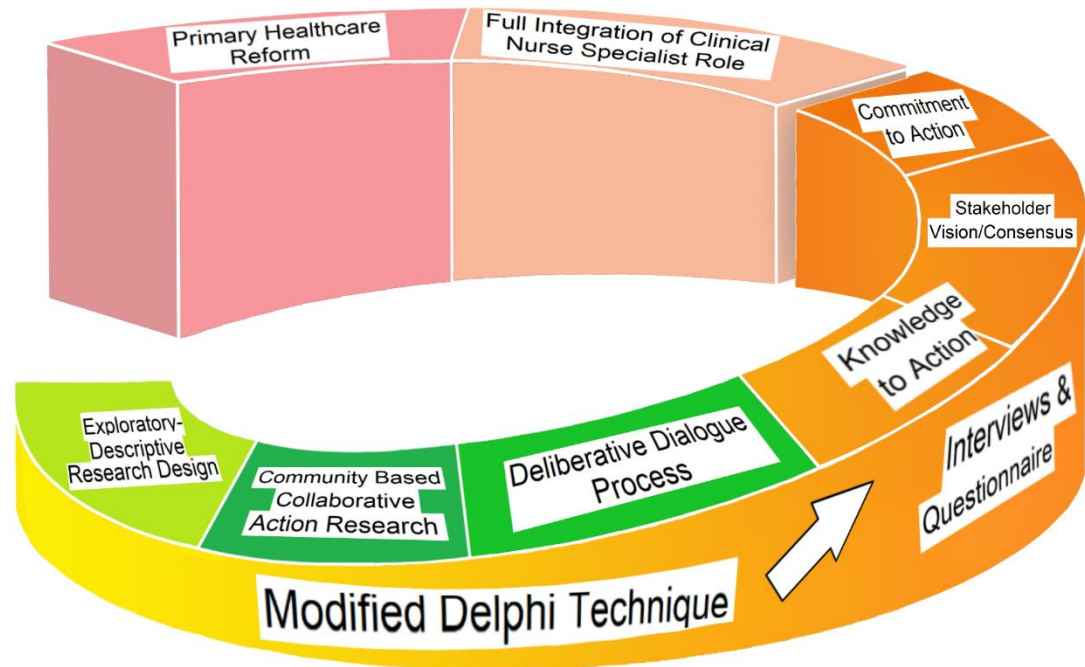 Primary Healthcare
Reform
Full Integration of Clinical
Nurse Specialist Role
Commitment
to Action
Stakeholder
Vision/Consensus
Knowledge
to Action
Interviews &
Questionnaire
Exploratory-
Descriptive
Research Design
Community Based
Collaborative
Action Research
Deliberative Dialogue
Process
Modified Delphi Technique